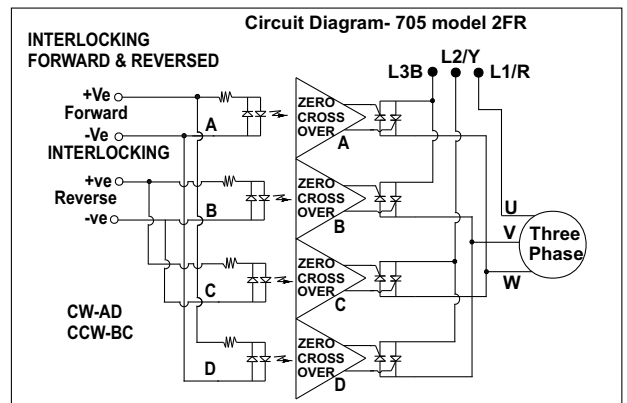 Circuit Diagram- 705 model 2FR
INTERLOCKING
FORWARD & REVERSED
L2/Y
L3B
L1/R
+Ve
Forward
-Ve
A
ZERO
CROSS
OVER
A
INTERLOCKING
+ve
Reverse
-ve
B
ZERO
CROSS
OVER
B
U
V
W
Three
Phase
C
ZERO
CROSS
OVER
C
CW-AD
CCW-BC
D
ZERO
CROSS
OVER
D